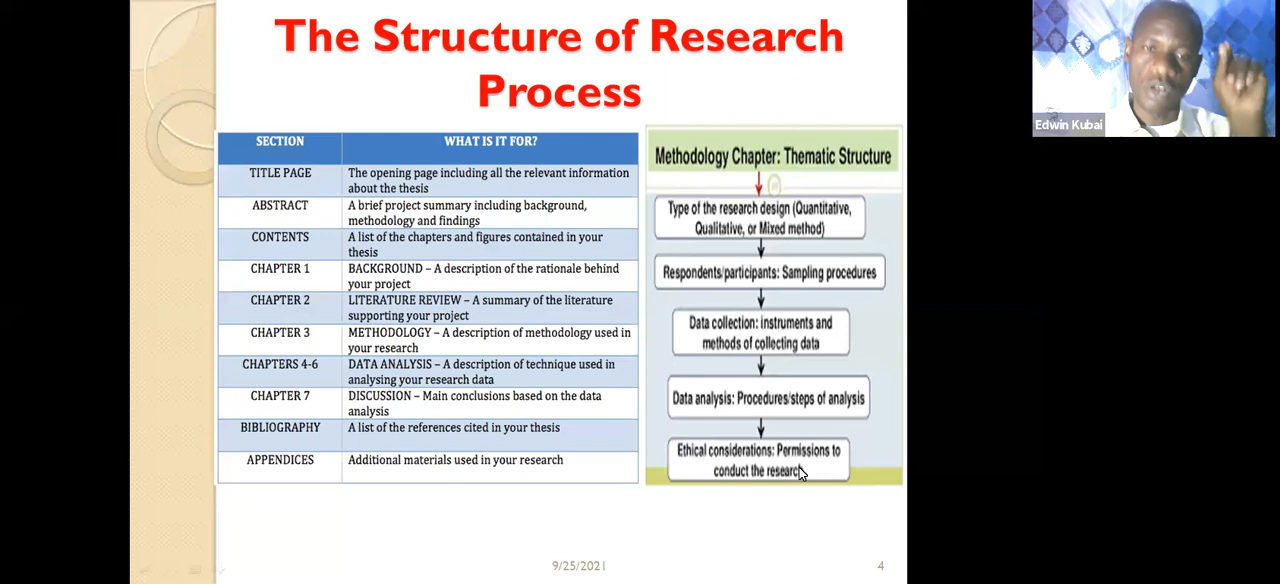 The Structure of Research
Process
SECTION WHAT IS IT FOR?
TITLE PAGE The opening page including all the relevant information
about the thesis
ABSTRACT A brief project summary including background,
methodology and findings
CONTENTS A list of the chapters and figures contained in your
thesis
CHAPTER 1 BACKGROUND – A description of the rationale behind
your project
CHAPTER 2 LITERATURE REVIEW – A summary of the literature
supporting your project
CHAPTER 3 METHODOLOGY – A description of methodology used in
your research
CHAPTERS 4-6 DATA ANALYSIS – A description of technique used in
analysing your research data
CHAPTER 7 DISCUSSION – Main conclusions based on the data
analysis
BIBLIOGRAPHY A list of the references cited in your thesis
APPENDICES Additional materials used in your research
Methodology Chapter: Thematic Structure
Type of the research design (Quantitative,
Qualitative, or Mixed method)
Respondents/participants: Sampling procedures
Data collection: instruments and
methods of collecting data
Data analysis: Procedures/steps of analysis
Ethical considerations: Permissions to
conduct the research
9/25/2021 4
Edwin Kubai